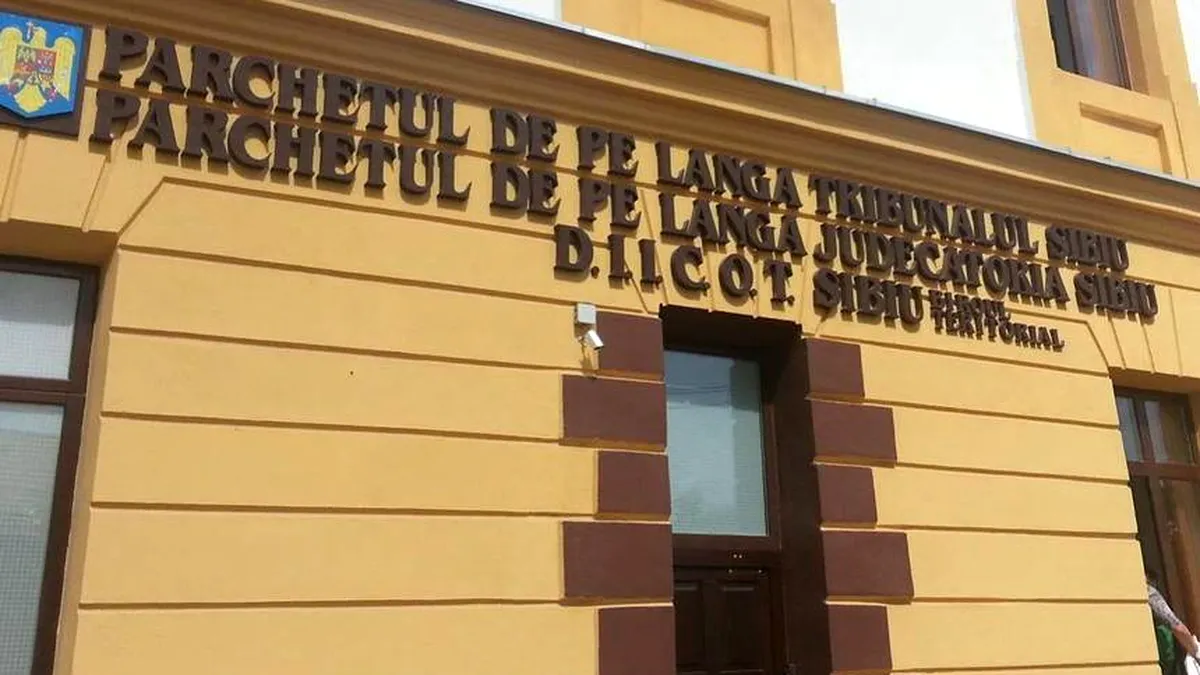 PARCHETUL DE PE LANGA TRIBUNALUL SIBIU
PARCHETUL DE PE LANGA JUDECATORIA SIBIU
D.I.I.C.O.T. SIBIU BIROUL
TERITORIAL